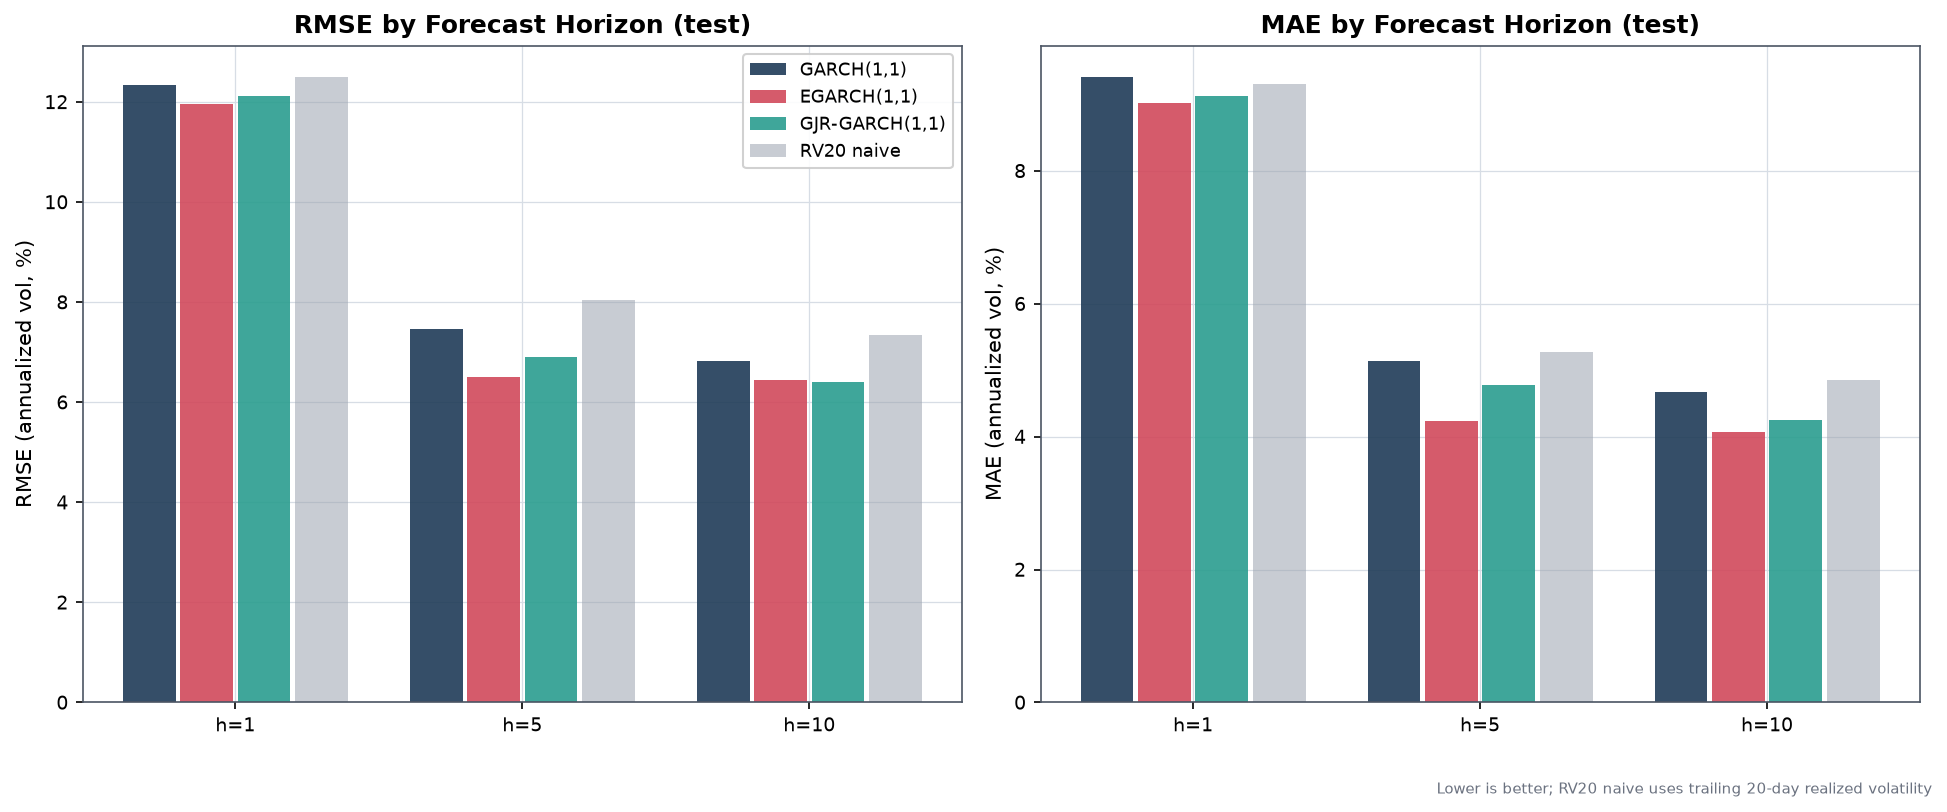 RMSE by Forecast Horizon (test)
RMSE (annualized vol, %)
12
10
8
6
4
2
0
h=1
h=5
h=10
GARCH(1,1)
EGARCH(1,1)
GJR-GARCH(1,1)
RV20 naive
MAE by Forecast Horizon (test)
MAE (annualized vol, %)
8
6
4
2
0
h=1
h=5
h=10
Lower is better; RV20 naive uses trailing 20-day realized volatility